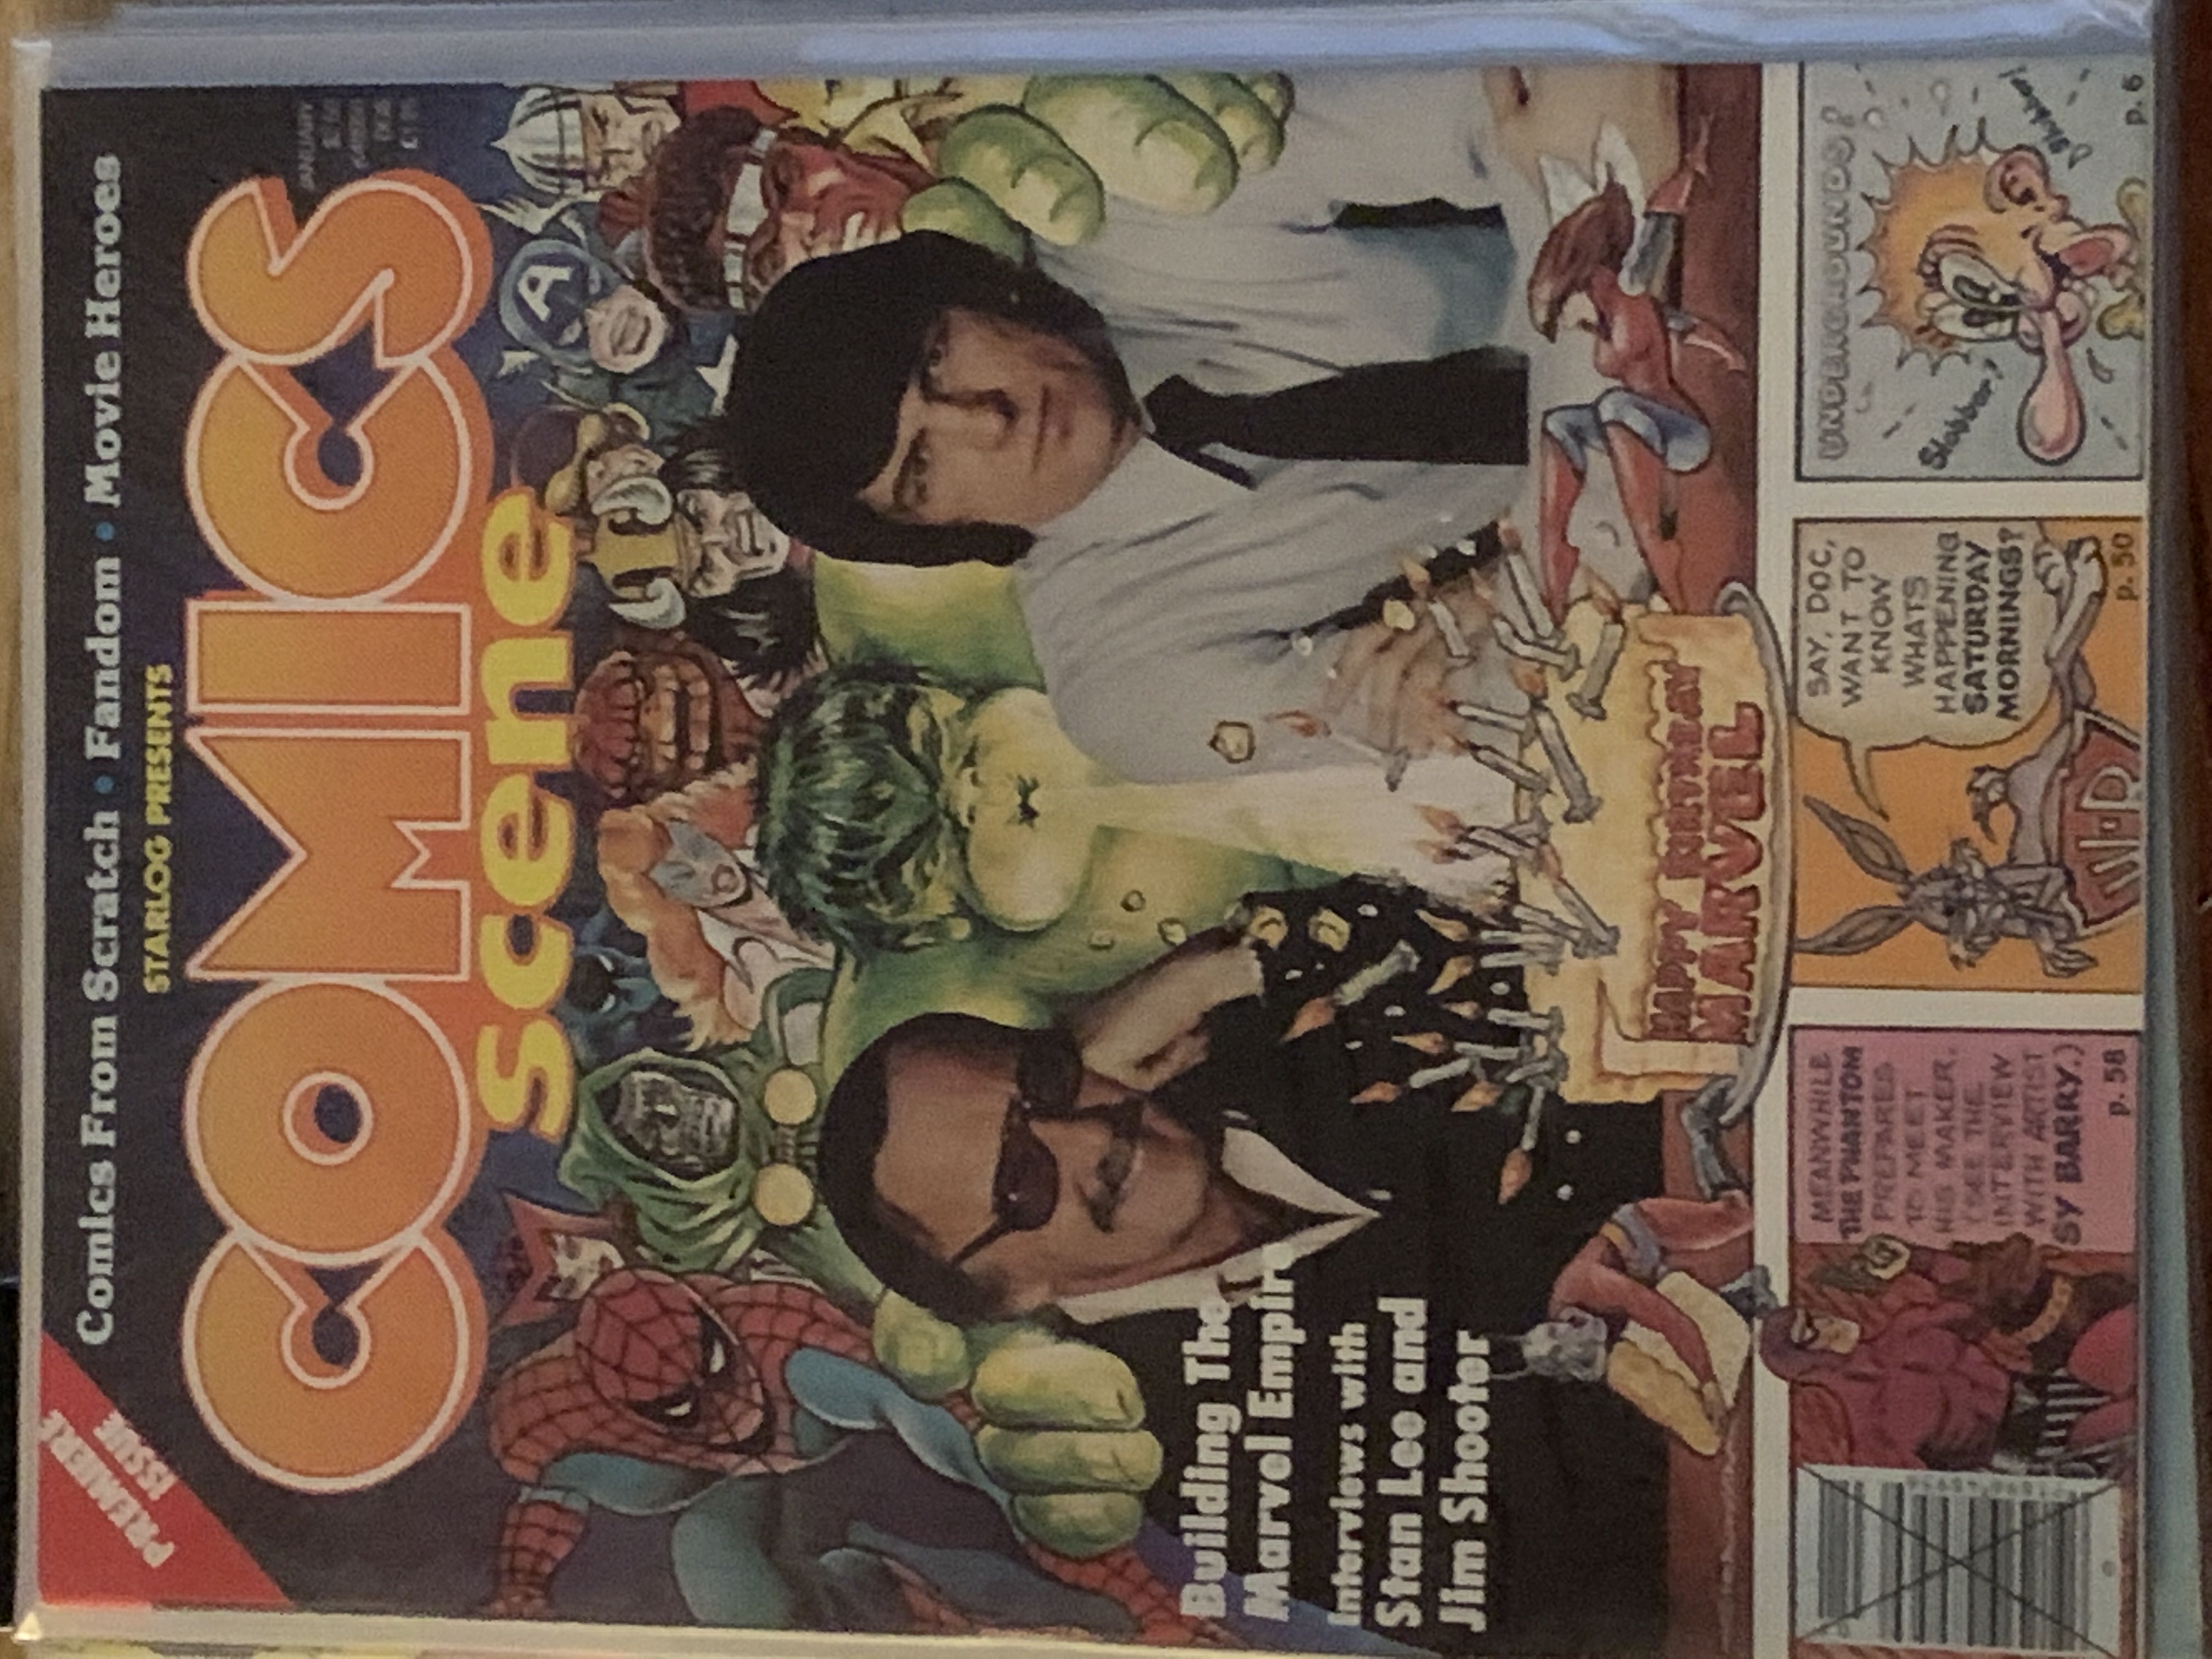 PREMIERE
ISSUE
Comics From Scratch • Fandom • Movie Heroes
STARLOG PRESENTS
COMICS
scene
JANUARY
A
Building The
Marvel Empire
Interviews with
Stan Lee and
Jim Shooter
HAPPY BIRTHDAY
MARVEL
MEANWHILE
THE PHANTOM
PREPARES
TO MEET
HIS MAKER.
(SEE THE
INTERVIEW
WITH ARTIST
SY BARRY.)
p. 58
SAY, DOC,
WANT TO
KNOW
WHATS
HAPPENING
SATURDAY
MORNINGS?
p. 50
UNDERGROUNDS?
Slobber!
Slobber!
p. 6